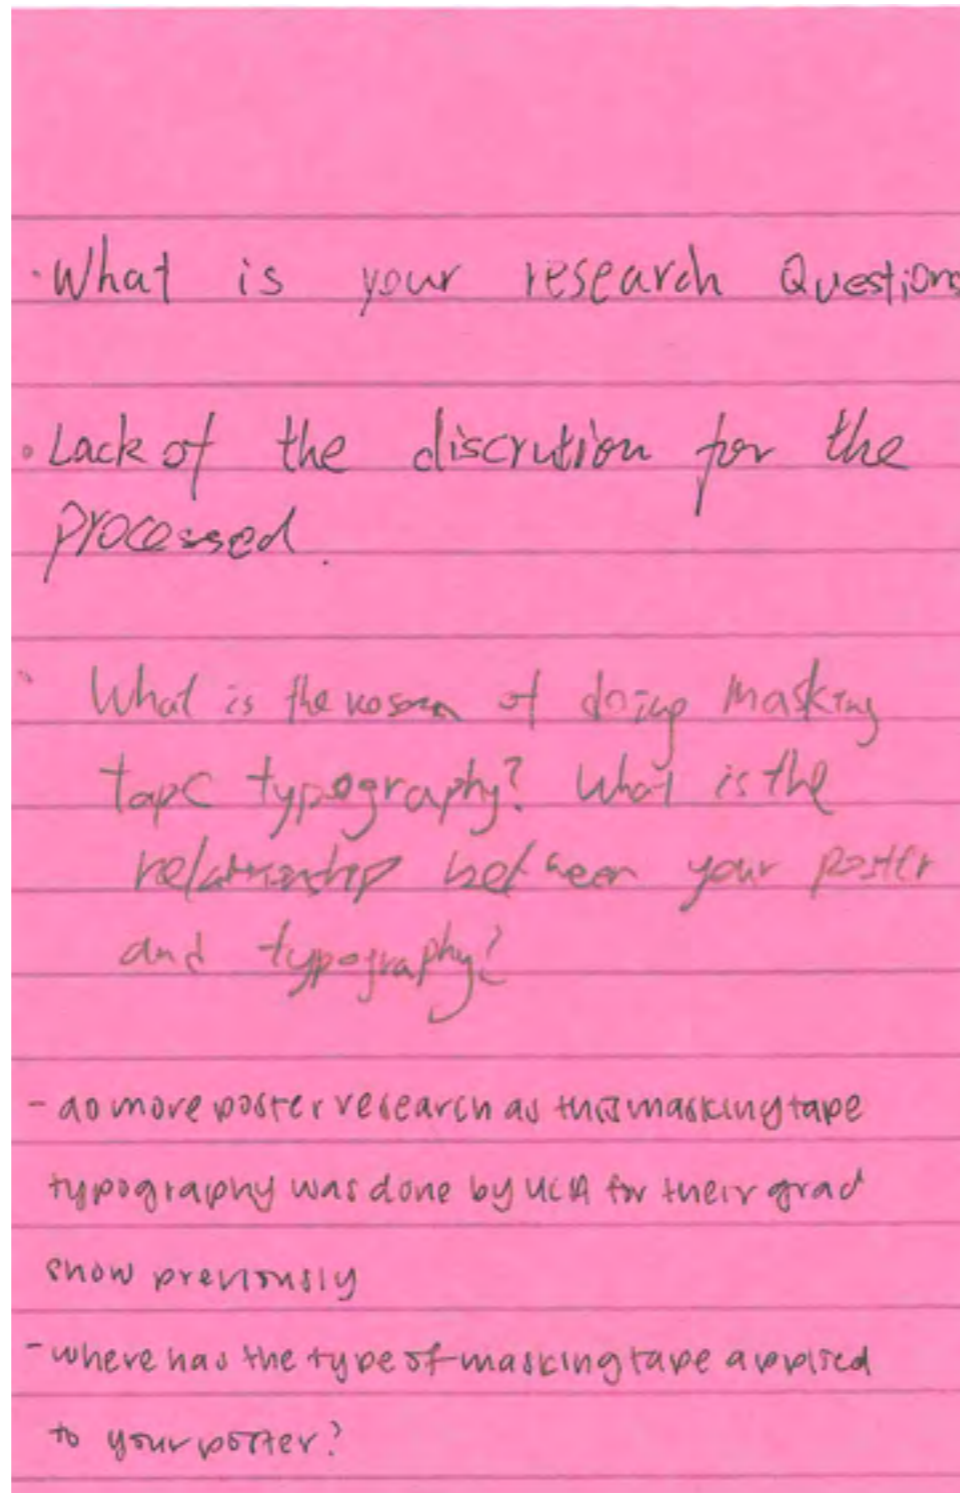 · What is your research Questions
· Lack of the discrution for the
processed.
· What is the reason of doing masking
tape typography? What is the
relationship between your poster
and typography?
- do more poster research as this masking tape
typography was done by UCA for their grad
show previously
- where has the type of masking tape applied
to your poster?